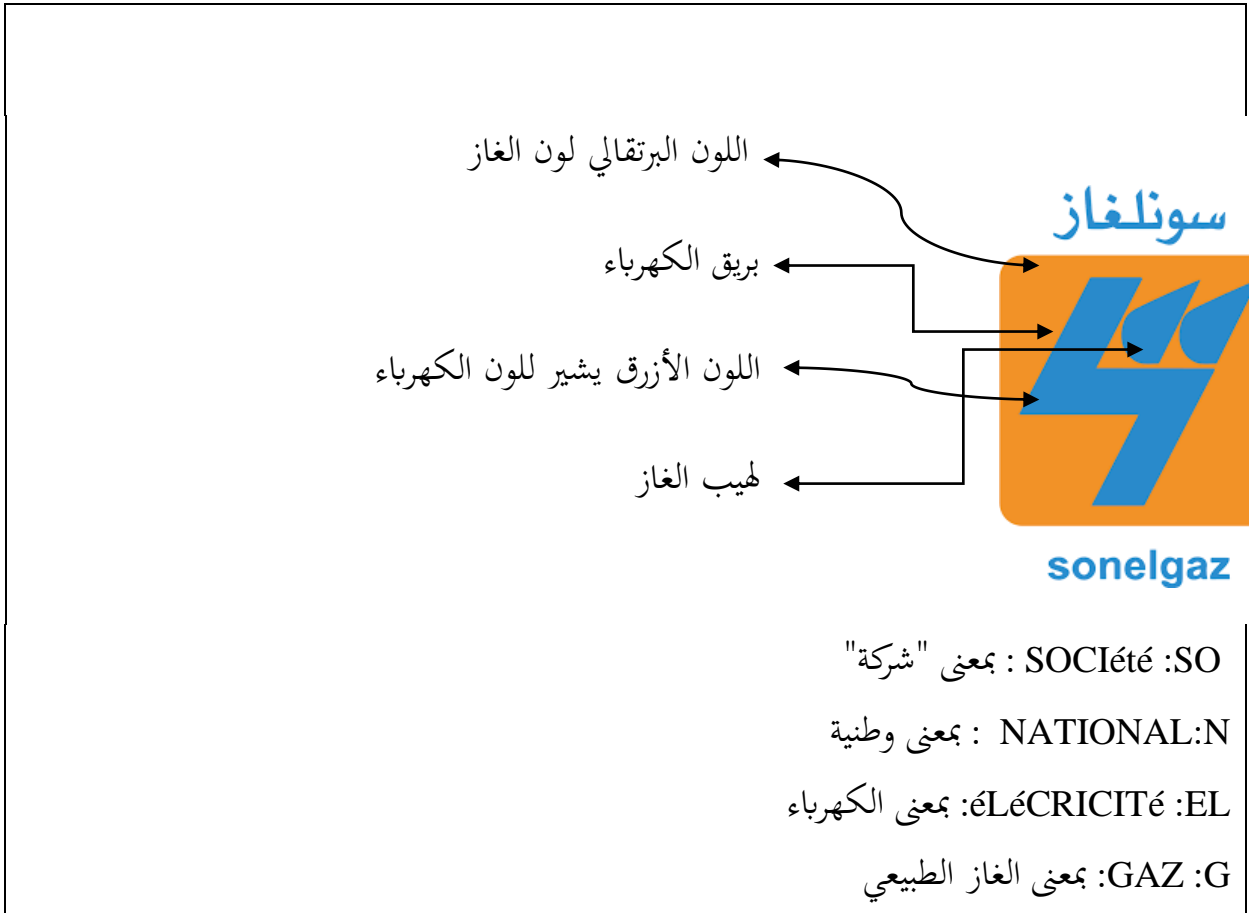 اللون البرتقالي لون الغاز
سونلغاز
بريق الكهرباء
اللون الأزرق يشير للون الكهرباء
لهيب الغاز
sonelgaz
SO: SOCIété : بمعنى "شركة"
N:NATIONAL : بمعنى وطنية
EL: éLéCRICITé: بمعنى الكهرباء
G: GAZ: بمعنى الغاز الطبيعي